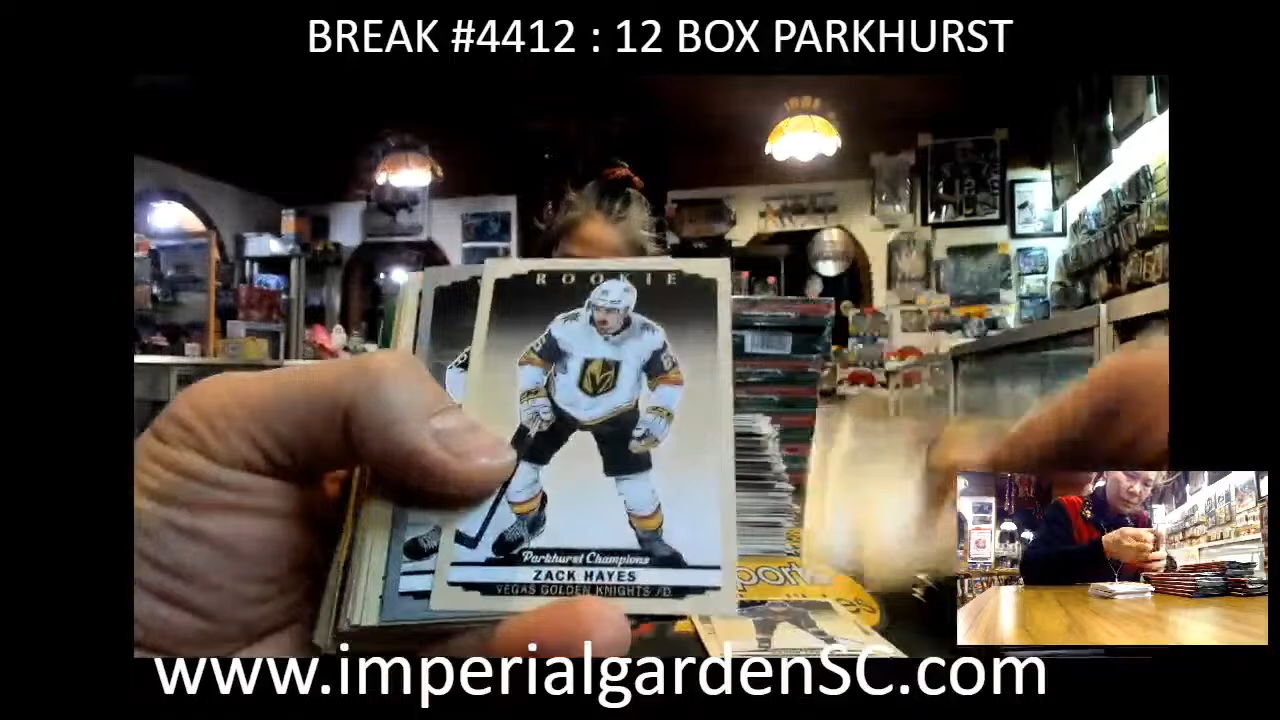 BREAK #4412 : 12 BOX PARKHURST
ROOKIE
Parkhurst Champions
ZACK HAYES
VEGAS GOLDEN KNIGHTS /D
www.imperialgardenSC.com